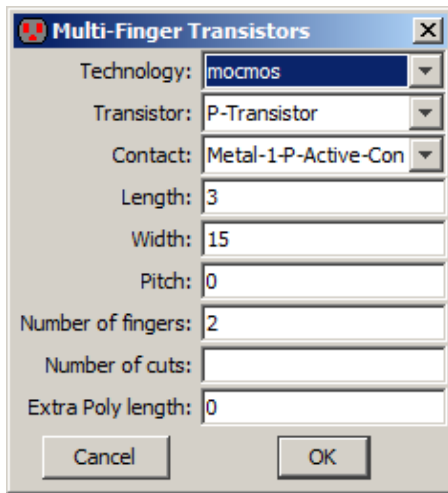 Multi-Finger Transistors
Technology: mocmos
Transistor: P-Transistor
Contact: Metal-1-P-Active-Con
Length: 3
Width: 15
Pitch: 0
Number of fingers: 2
Number of cuts:
Extra Poly length: 0
Cancel OK